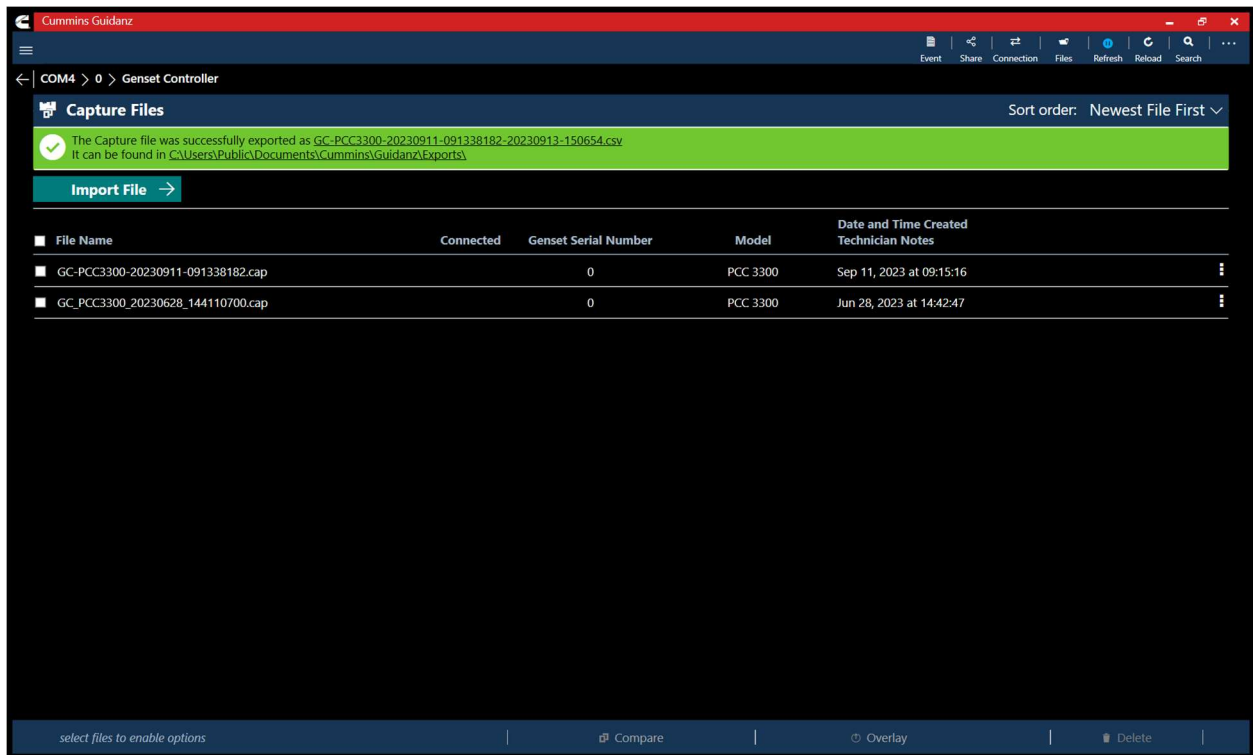 Cummins Guidanz
Event Share Connection Files Refresh Reload Search
COM4 > 0 > Genset Controller
Capture Files Sort order: Newest File First
The Capture file was successfully exported as GC-PCC3300-20230911-091338182-20230913-150654.csv
It can be found in C:\Users\Public\Documents\Cummins\Guidanz\Exports\
Import File
Date and Time Created
File Name Connected Genset Serial Number Model Technician Notes
GC-PCC3300-20230911-091338182.cap 0 PCC 3300 Sep 11, 2023 at 09:15:16
GC_PCC3300_20230628_144110700.cap 0 PCC 3300 Jun 28, 2023 at 14:42:47
select files to enable options Compare Overlay Delete